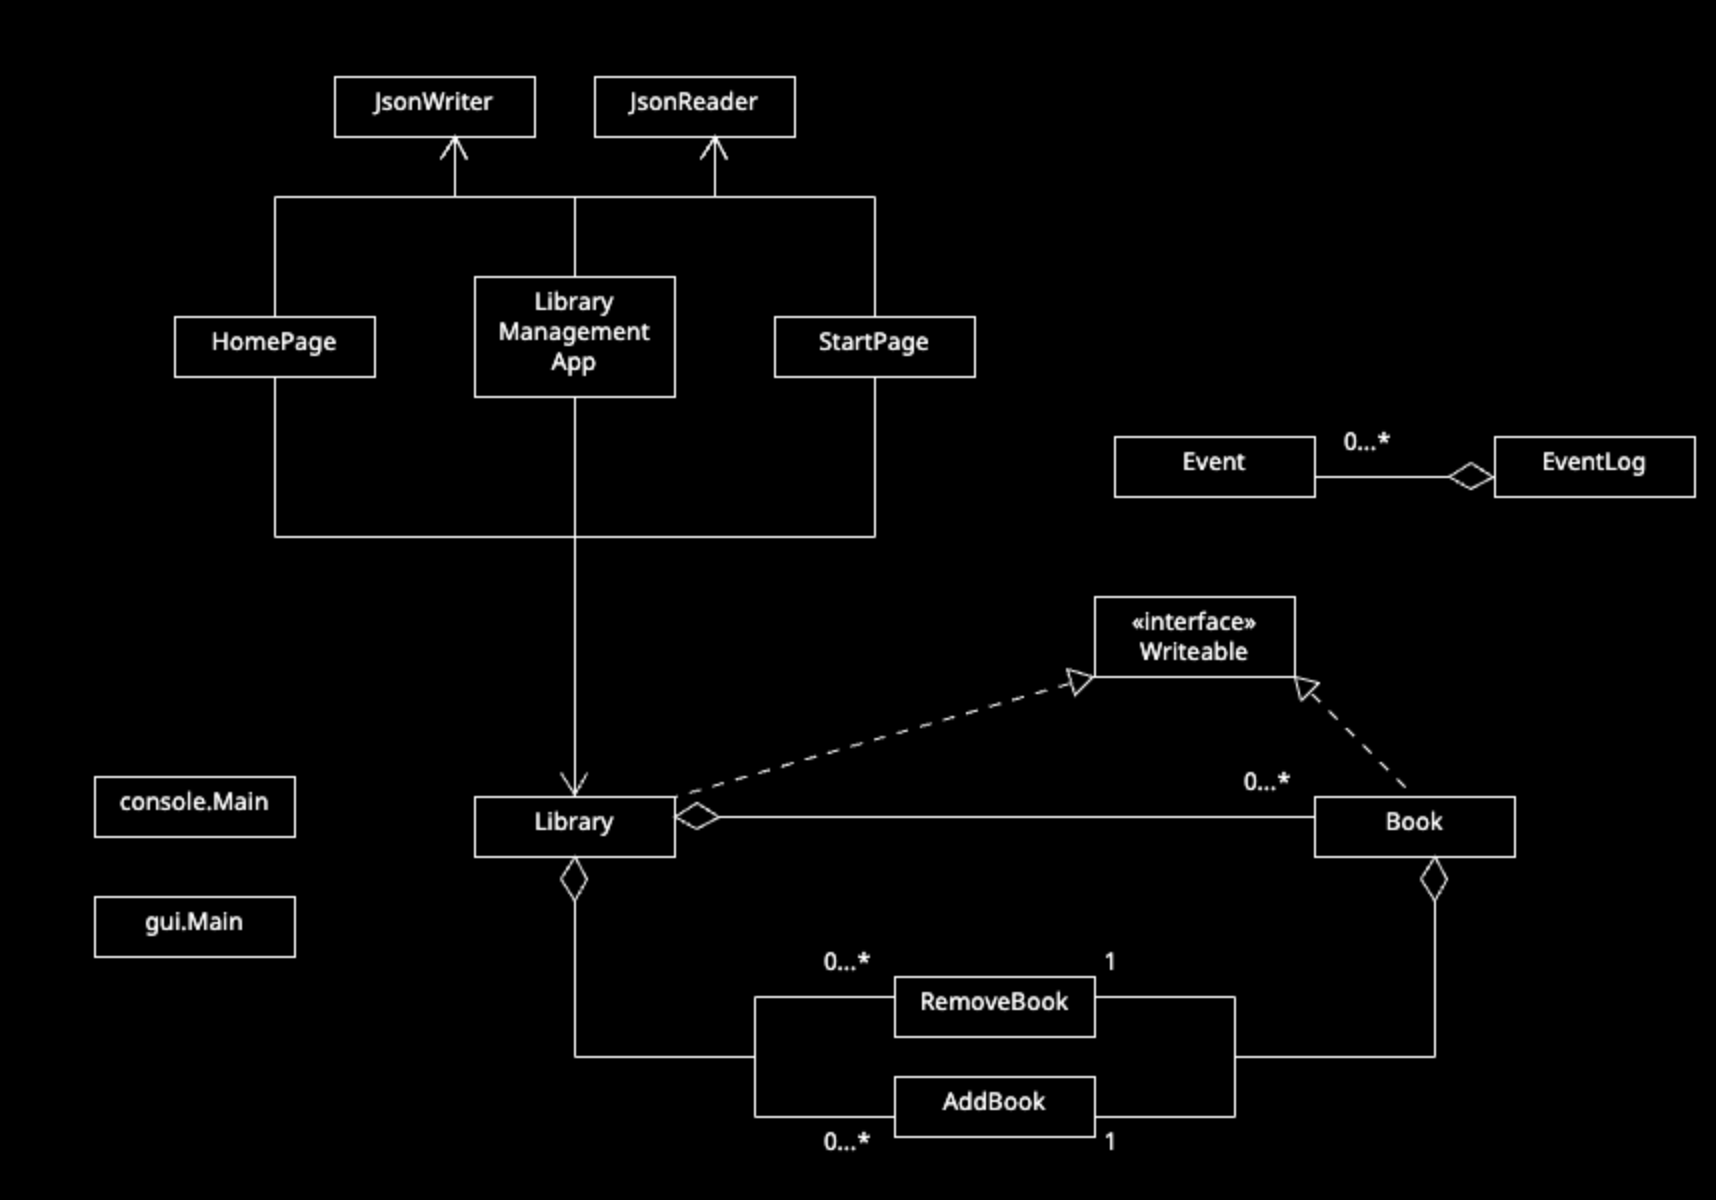 JsonWriter
JsonReader
Library
Management
App
HomePage
StartPage
0...*
Event
EventLog
«interface»
Writeable
0...*
console.Main
Library
Book
gui.Main
0...*
1
RemoveBook
AddBook
0...*
1